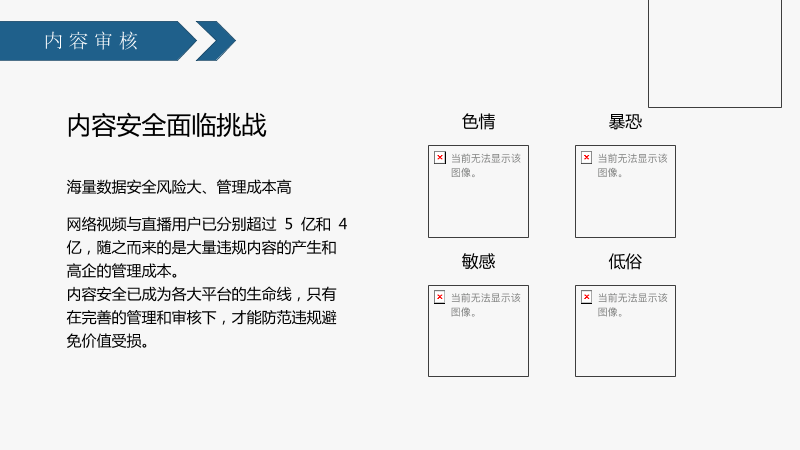 内容审核
内容安全面临挑战
海量数据安全风险大、管理成本高
网络视频与直播用户已分别超过 5 亿和 4
亿，随之而来的是大量违规内容的产生和
高企的管理成本。
内容安全已成为各大平台的生命线，只有
在完善的管理和审核下，才能防范违规避
免价值受损。
色情
暴恐
当前无法显示该
图像。
当前无法显示该
图像。
敏感
低俗
当前无法显示该
图像。
当前无法显示该
图像。